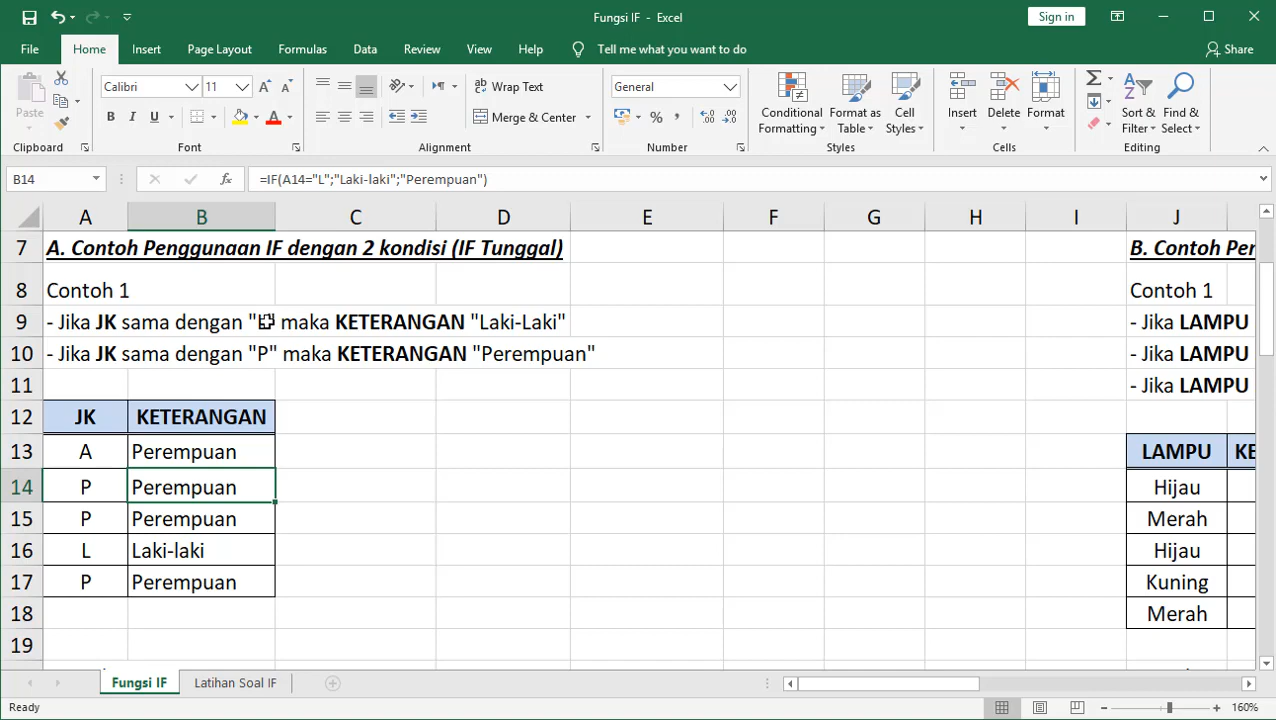 Fungsi IF - Excel
Sign in
File Home Insert Page Layout Formulas Data Review View Help Tell me what you want to do Share
Paste
Calibri 11
B I U
Wrap Text
Merge & Center
General
Conditional Formatting
Format as Table
Cell Styles
Insert
Delete
Format
Sort & Filter
Find & Select
Clipboard Font Alignment Number Styles Cells Editing
B14 fx =IF(A14="L";"Laki-laki";"Perempuan")
A B C D E F G H I J
7 A. Contoh Penggunaan IF dengan 2 kondisi (IF Tunggal) B. Contoh Per
8 Contoh 1 Contoh 1
9 - Jika JK sama dengan " maka KETERANGAN "Laki-Laki" - Jika LAMPU
10 - Jika JK sama dengan "P" maka KETERANGAN "Perempuan" - Jika LAMPU
11 - Jika LAMPU
12 JK KETERANGAN
13 A Perempuan LAMPU KE
14 P Perempuan Hijau
15 P Perempuan Merah
16 L Laki-laki Hijau
17 P Perempuan Kuning
18 Merah
19
Fungsi IF Latihan Soal IF
Ready 160%